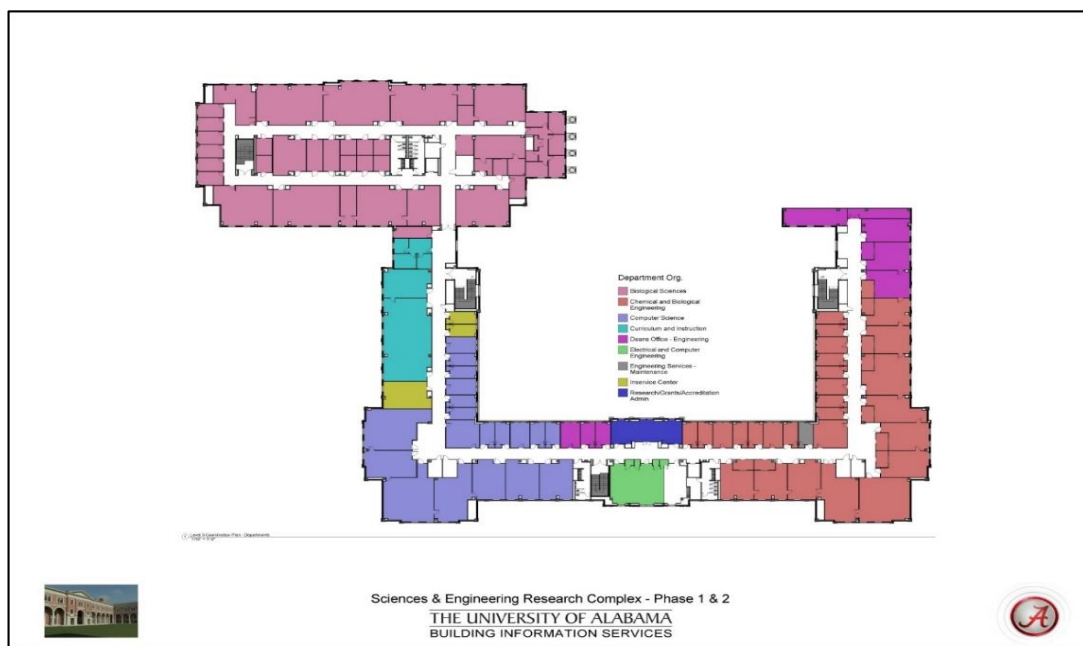 Department Org.
Biological Sciences
Chemical and Biological
Engineering
Computer Science
Curriculum and Instruction
Deans Office - Engineering
Electrical and Computer
Engineering
Engineering Services -
Maintenance
Inservice Center
Research/Grants/Accreditation
Admin
Sciences & Engineering Research Complex - Phase 1 & 2
THE UNIVERSITY OF ALABAMA
BUILDING INFORMATION SERVICES
A